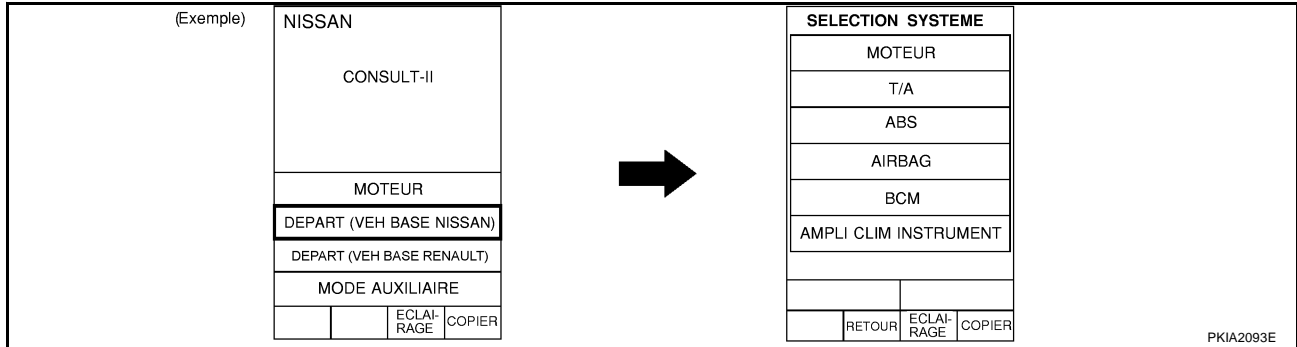 (Exemple)
NISSAN
CONSULT-II
MOTEUR
DEPART (VEH BASE NISSAN)
DEPART (VEH BASE RENAULT)
MODE AUXILIAIRE
ECLAI-
RAGE
COPIER
SELECTION SYSTEME
MOTEUR
T/A
ABS
AIRBAG
BCM
AMPLI CLIM INSTRUMENT
RETOUR
ECLAI-
RAGE
COPIER
PKIA2093E